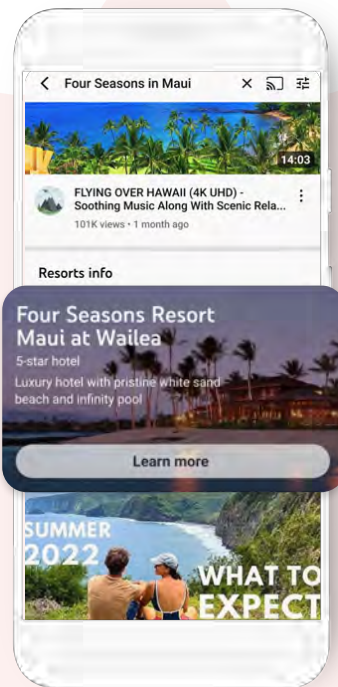 Four Seasons in Maui
14:03
FLYING OVER HAWAII (4K UHD) -
Soothing Music Along With Scenic Rela...
101K views • 1 month ago
Resorts info
Four Seasons Resort
Maui at Wailea
5-star hotel
Luxury hotel with pristine white sand
beach and infinity pool
Learn more
SUMMER
2022
WHAT TO
EXPECT